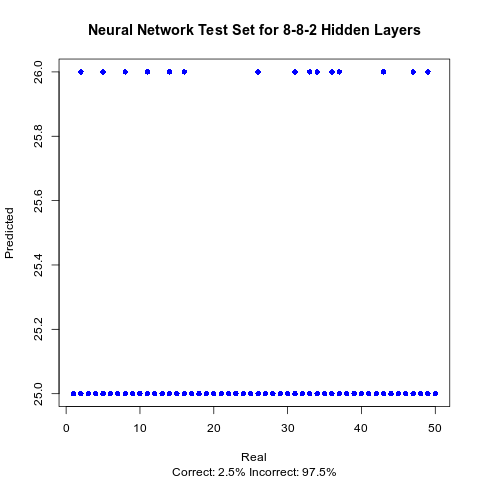 Neural Network Test Set for 8-8-2 Hidden Layers
26.0
25.8
25.6
25.4
25.2
25.0
Predicted
0 10 20 30 40 50
Real
Correct: 2.5% Incorrect: 97.5%